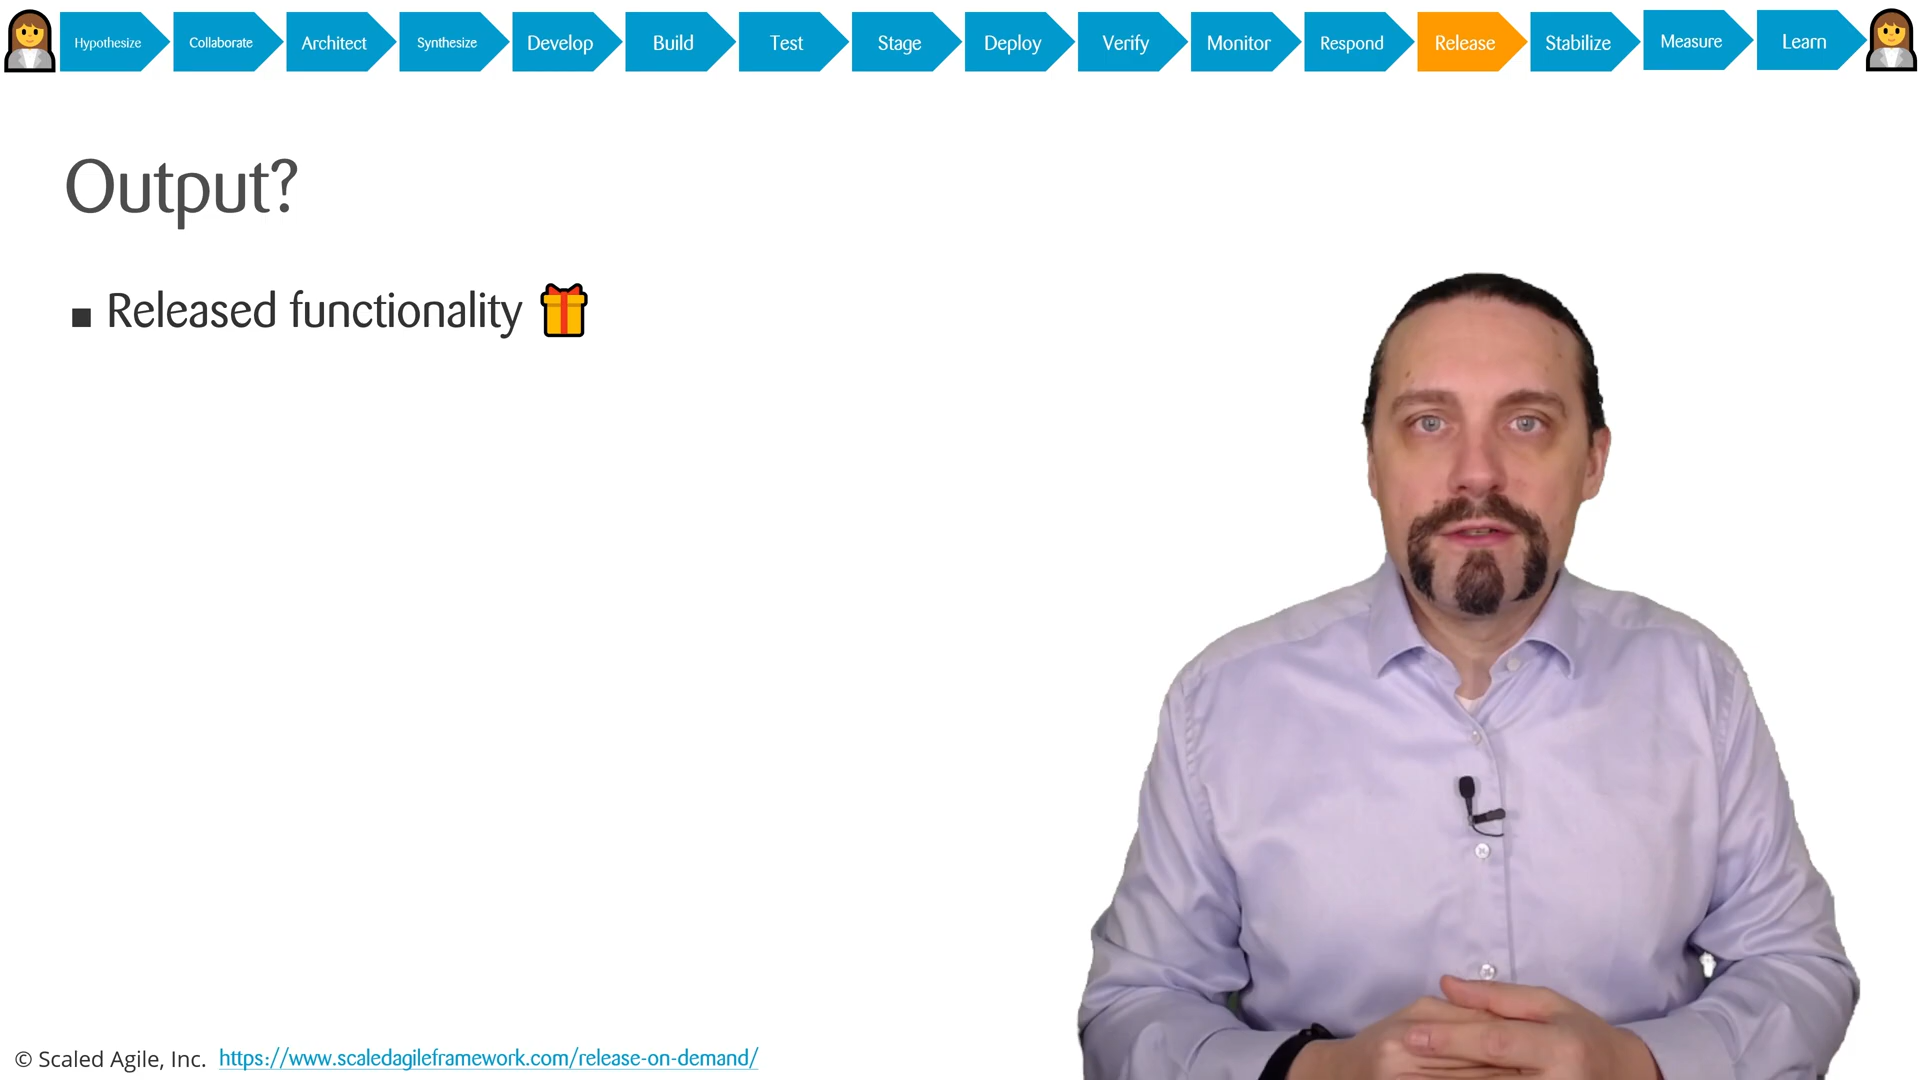 Hypothesize Collaborate Architect Synthesize Develop Build Test Stage Deploy Verify Monitor Respond Release Stabilize Measure Learn
Output?
■ Released functionality
© Scaled Agile, Inc. https://www.scaledagileframework.com/release-on-demand/